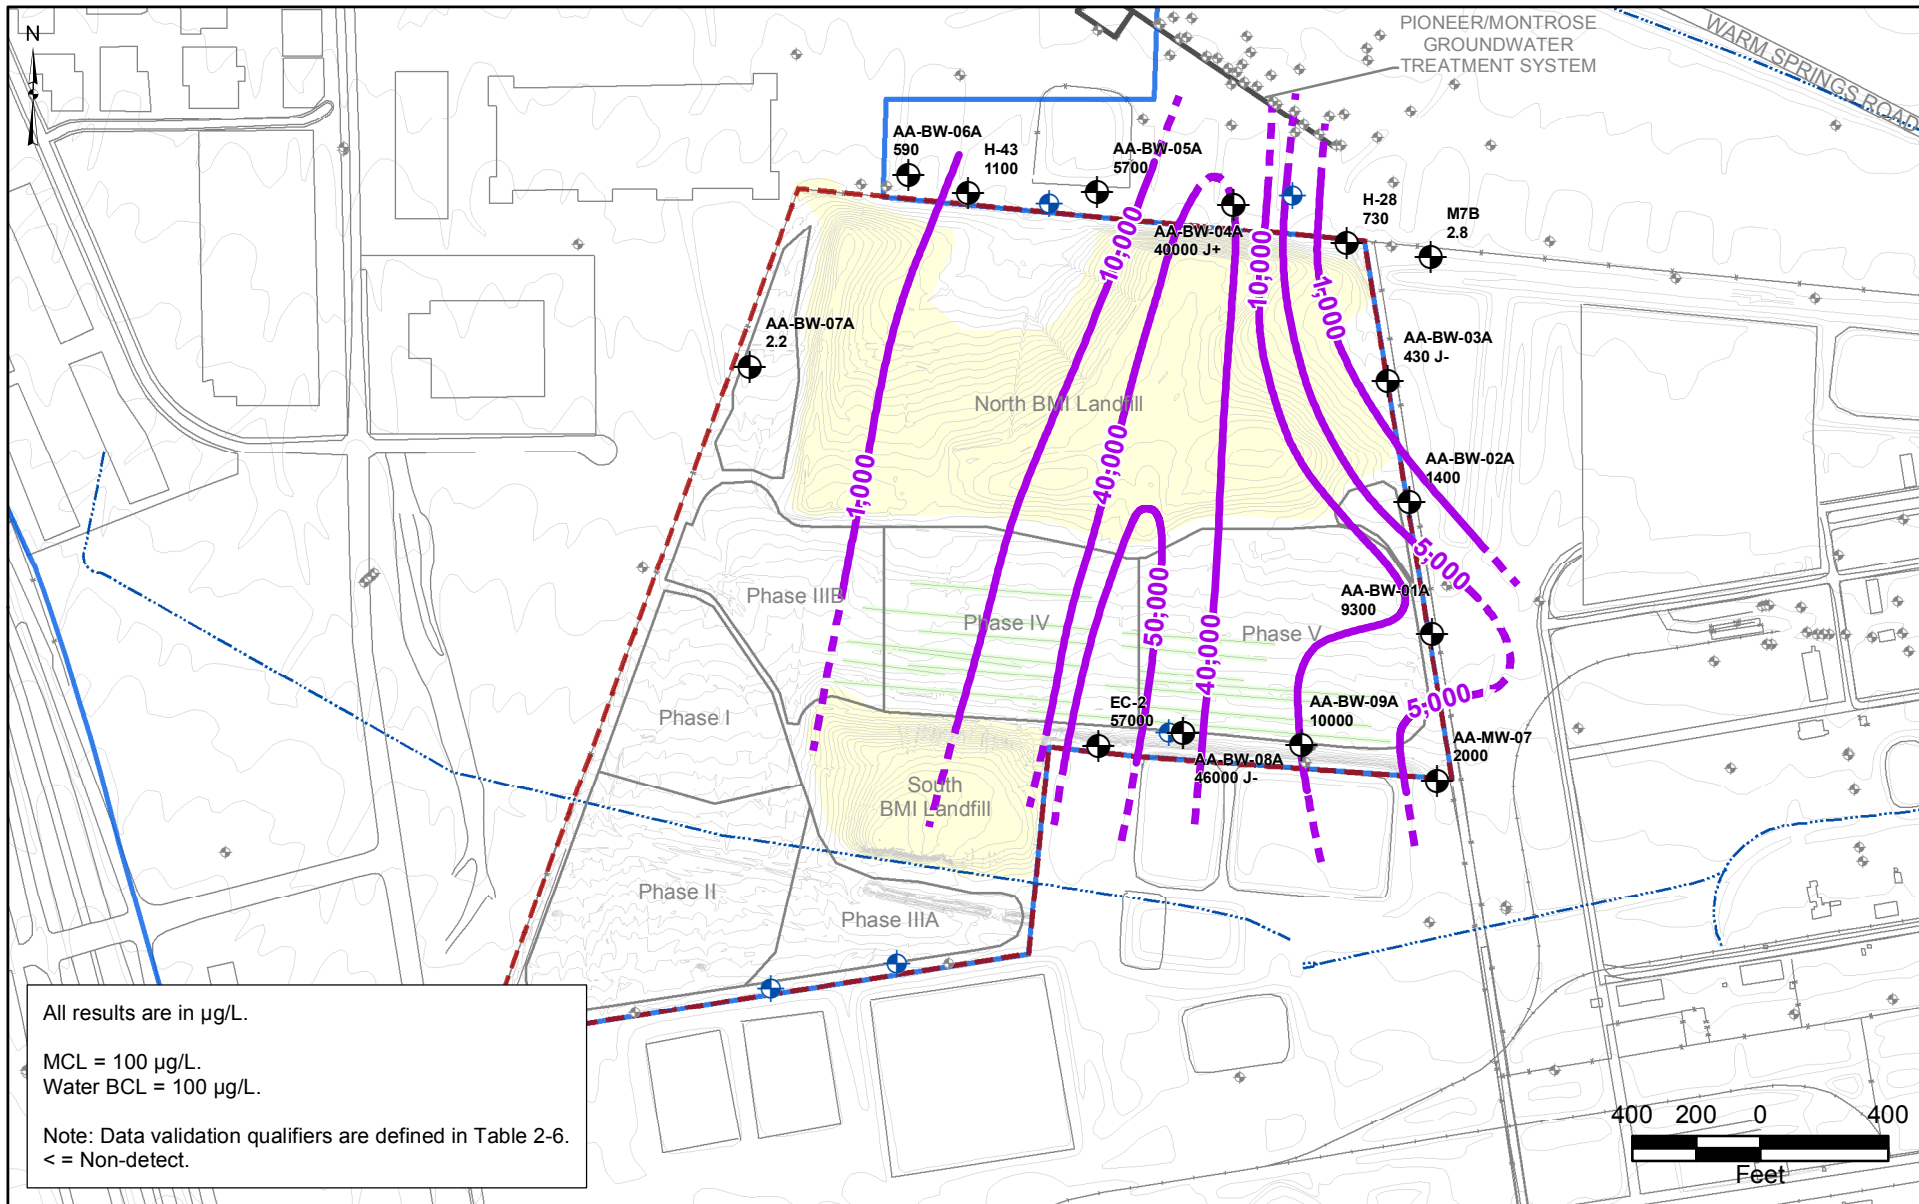 N
PIONEER/MONTROSE
GROUNDWATER
TREATMENT SYSTEM
WARM SPRINGS ROAD
AA-BW-06A
590
H-43
1100
AA-BW-05A
5700
AA-BW-04A
40000 J+
H-28
730
M7B
2.8
10,000
10,000
1,000
AA-BW-07A
2.2
AA-BW-03A
430 J-
North BMI Landfill
40,000
1,000
AA-BW-02A
1400
5,000
Phase IIIB
Phase IV
50,000
Phase V
AA-BW-01A
9300
40,000
Phase I
EC-2
57000
AA-BW-09A
10000
5,000
AA-MW-07
2000
AA-BW-08A
46000 J-
South
BMI Landfill
Phase II
Phase IIIA
All results are in µg/L.
MCL = 100 µg/L.
Water BCL = 100 µg/L.
Note: Data validation qualifiers are defined in Table 2-6.
< = Non-detect.
400 200 0 400
Feet